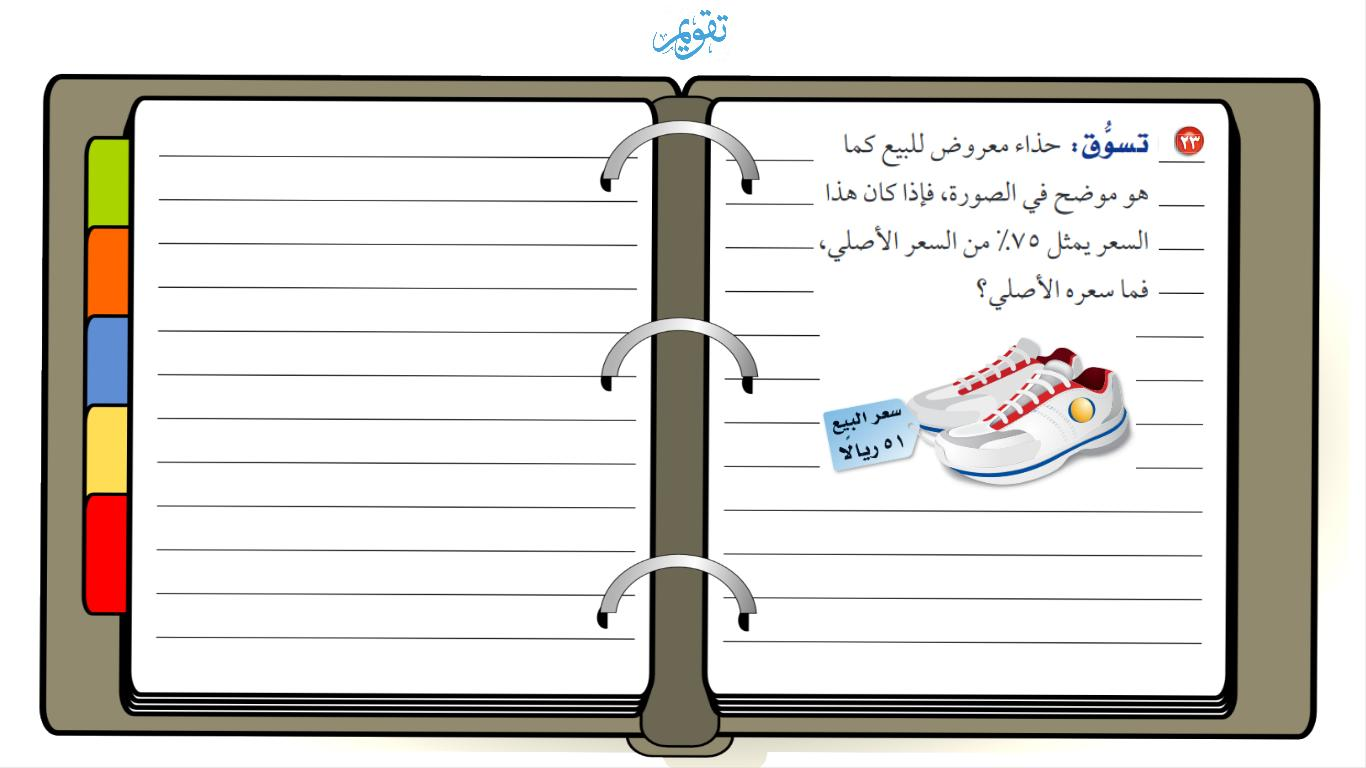 تقويم
٢٣ تسوُّق: حذاء معروض للبيع كما
هو موضح في الصورة، فإذا كان هذا
السعر يمثل ٧٥٪ من السعر الأصلي،
فما سعره الأصلي؟
سعر البيع
٥١ ريالًا